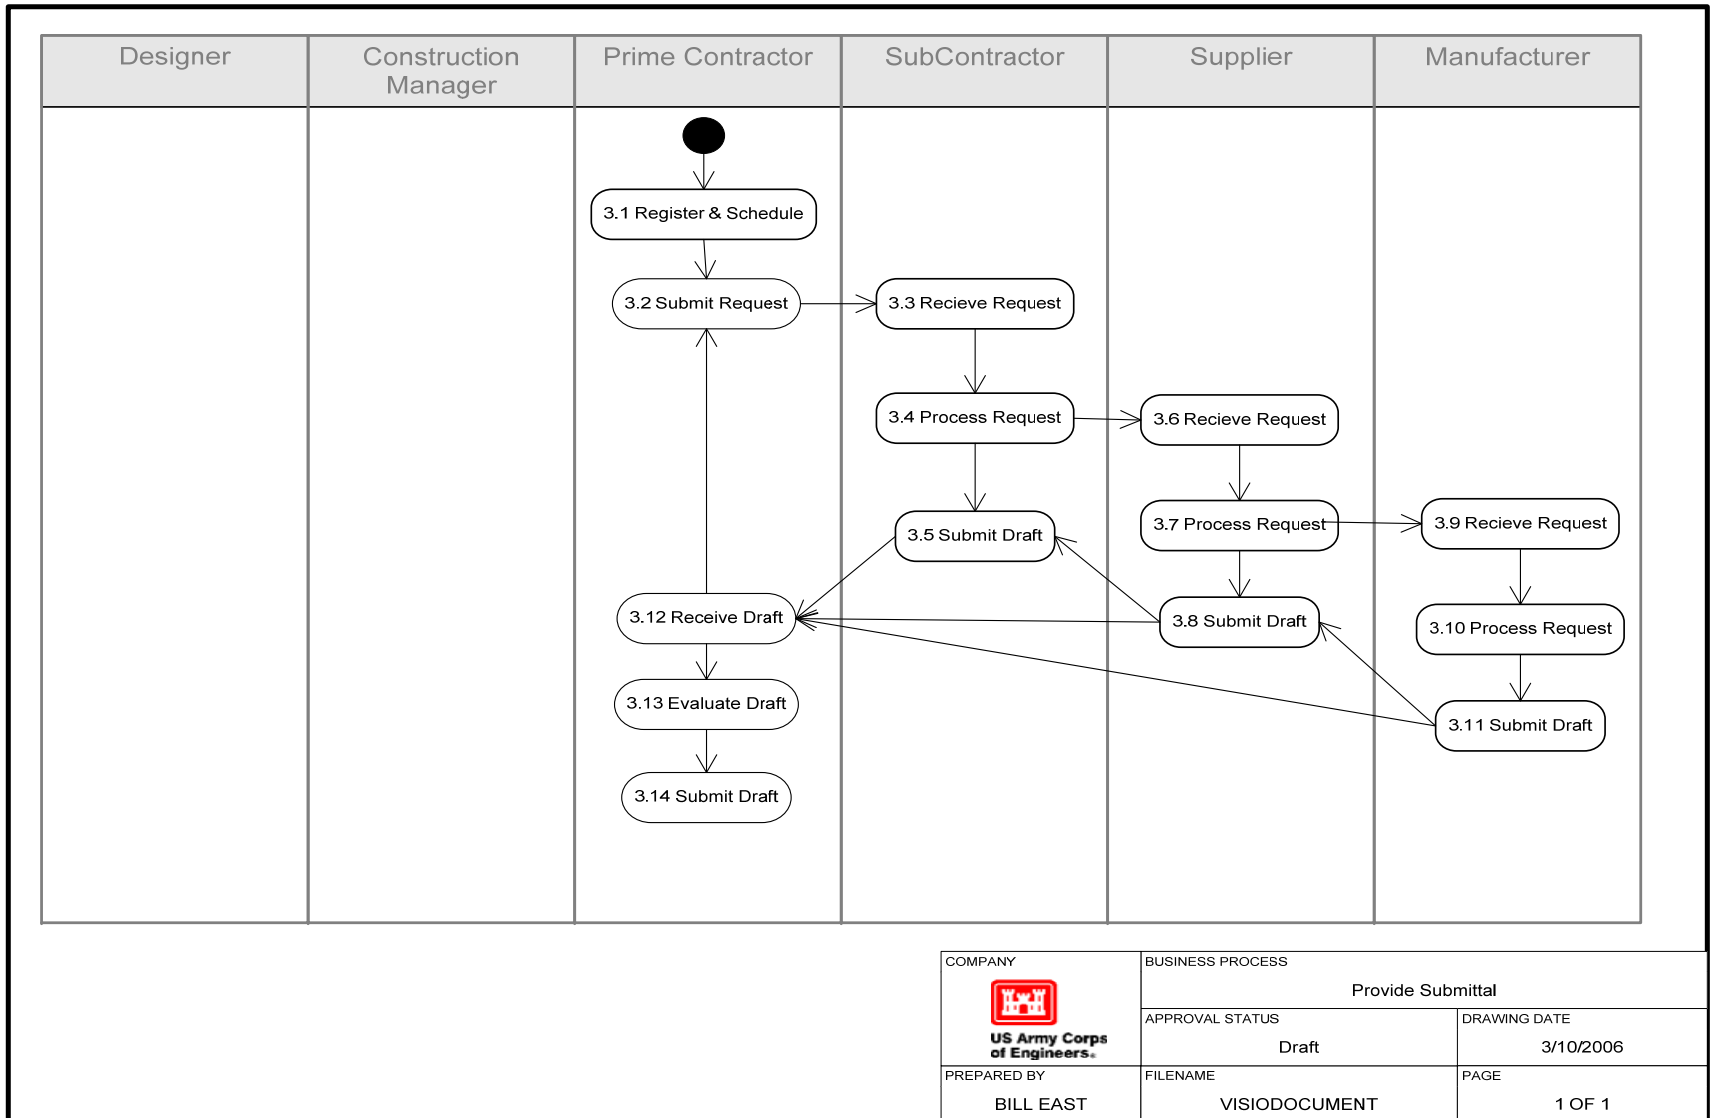 Designer
Construction
Manager
Prime Contractor
SubContractor
Supplier
Manufacturer
3.1 Register & Schedule
3.2 Submit Request
3.3 Recieve Request
3.4 Process Request
3.6 Recieve Request
3.5 Submit Draft
3.7 Process Request
3.9 Recieve Request
3.12 Receive Draft
3.8 Submit Draft
3.10 Process Request
3.13 Evaluate Draft
3.11 Submit Draft
3.14 Submit Draft
COMPANY
US Army Corps
of Engineers®
BUSINESS PROCESS
Provide Submittal
APPROVAL STATUS
Draft
DRAWING DATE
3/10/2006
PREPARED BY
BILL EAST
FILENAME
VISIODOCUMENT
PAGE
1 OF 1